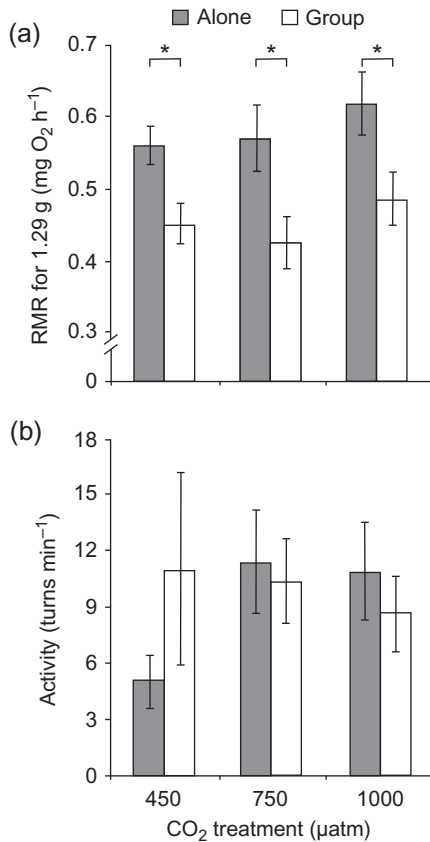 Alone Group
(a)
* * *
RMR for 1.29 g (mg O₂ h⁻¹)
0.7
0.6
0.5
0.4
0.3
0
(b)
Activity (turns min⁻¹)
18
15
12
9
6
3
0
450 750 1000
CO₂ treatment (µatm)